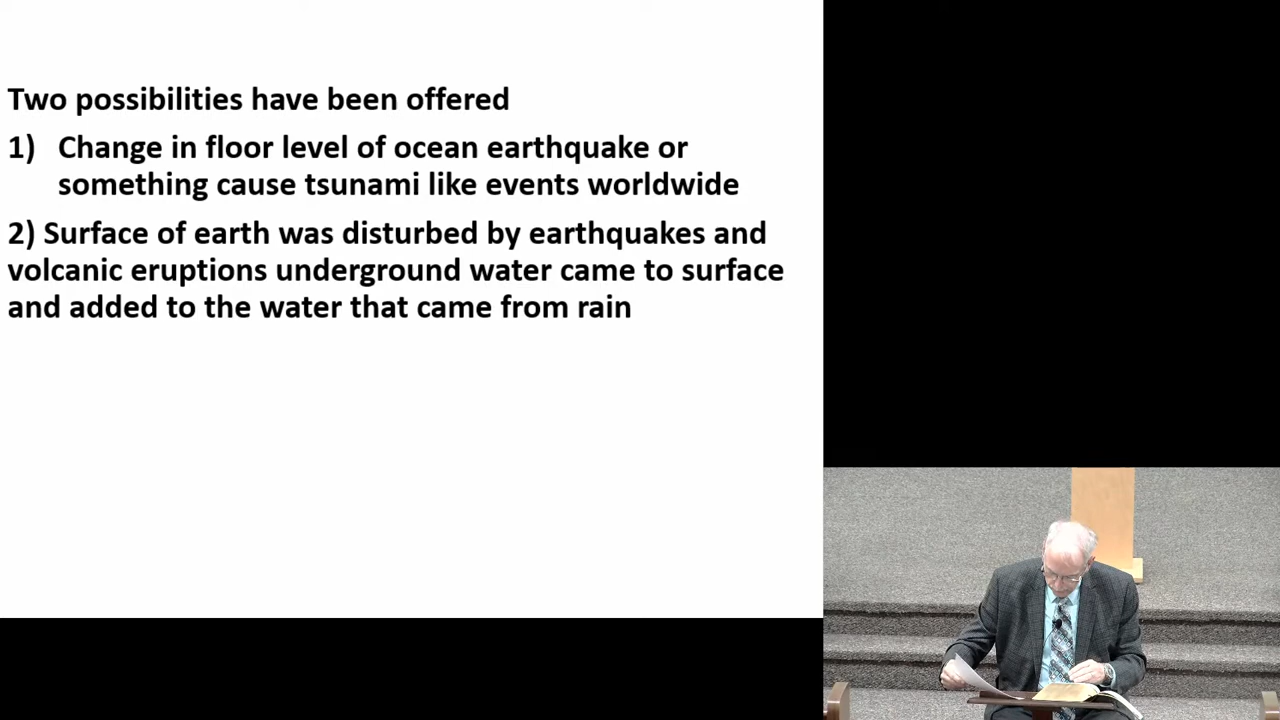 Two possibilities have been offered
1) Change in floor level of ocean earthquake or
something cause tsunami like events worldwide
2) Surface of earth was disturbed by earthquakes and
volcanic eruptions underground water came to surface
and added to the water that came from rain